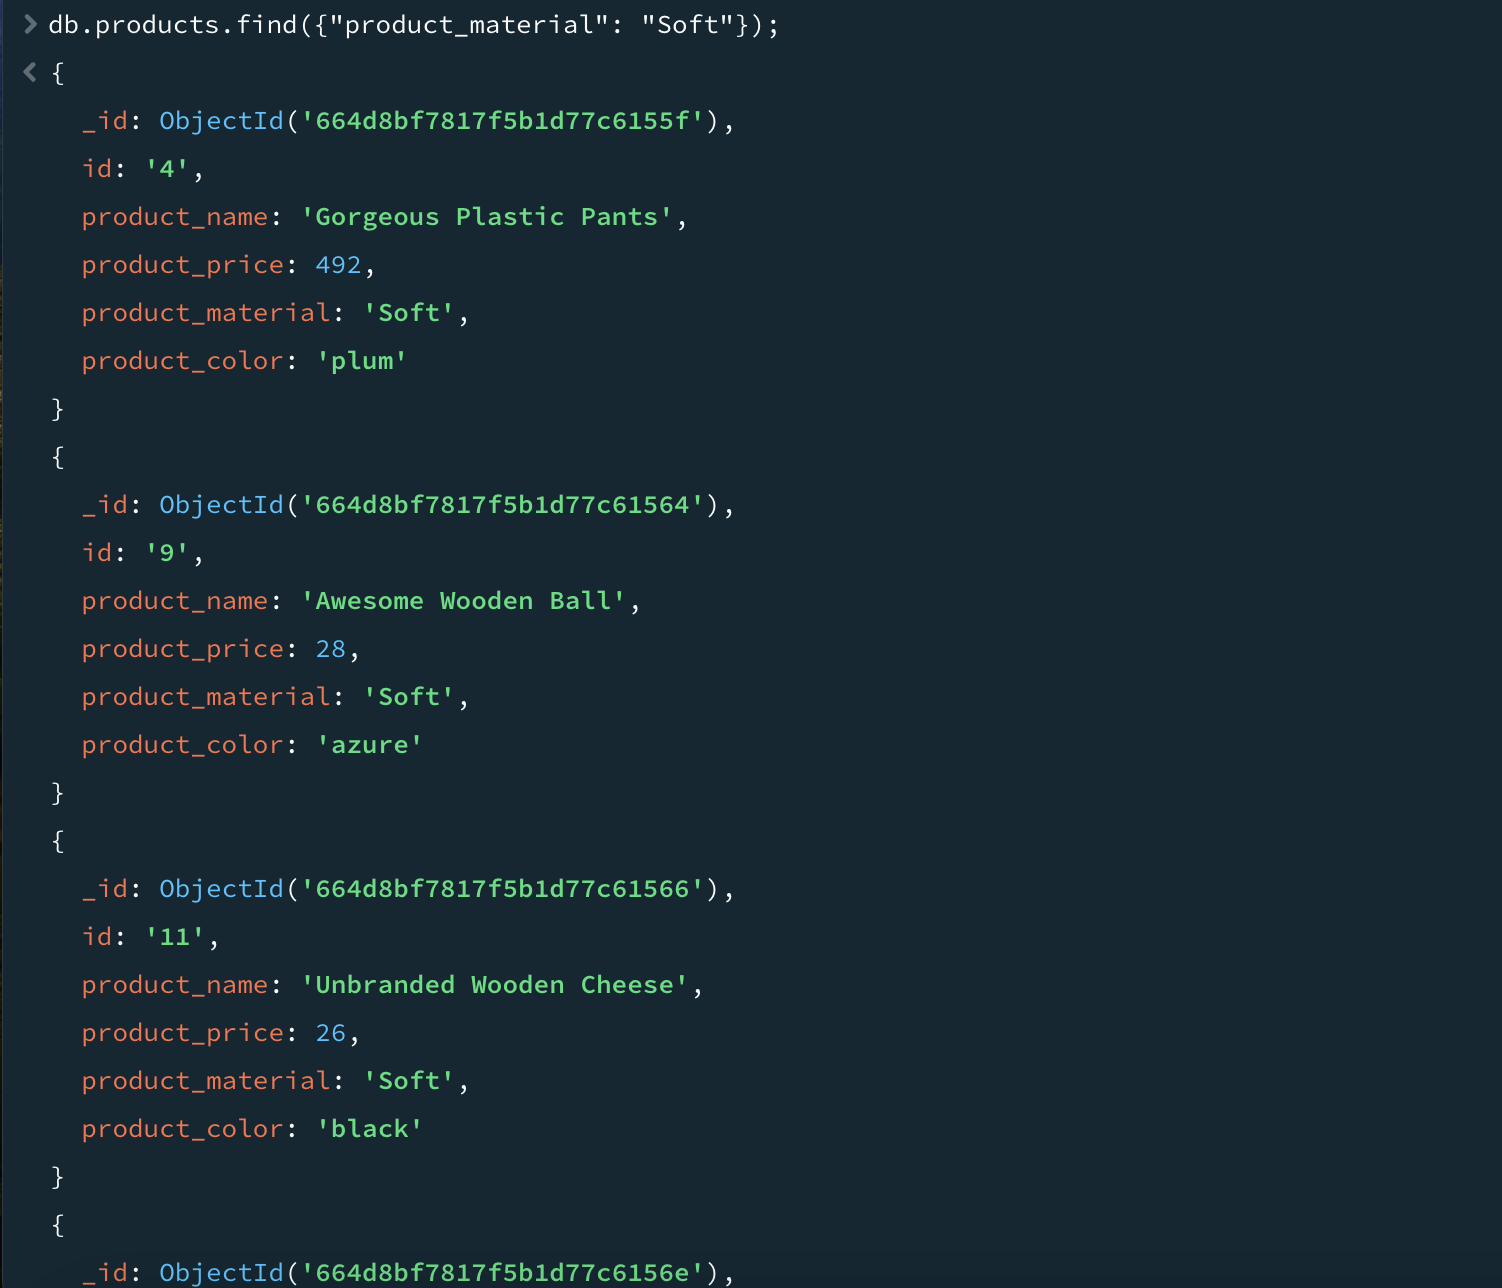 > db.products.find({"product_material": "Soft"});
< {
_id: ObjectId('664d8bf7817f5b1d77c6155f'),
id: '4',
product_name: 'Gorgeous Plastic Pants',
product_price: 492,
product_material: 'Soft',
product_color: 'plum'
}
{
_id: ObjectId('664d8bf7817f5b1d77c61564'),
id: '9',
product_name: 'Awesome Wooden Ball',
product_price: 28,
product_material: 'Soft',
product_color: 'azure'
}
{
_id: ObjectId('664d8bf7817f5b1d77c61566'),
id: '11',
product_name: 'Unbranded Wooden Cheese',
product_price: 26,
product_material: 'Soft',
product_color: 'black'
}
{
_id: ObjectId('664d8bf7817f5b1d77c6156e'),